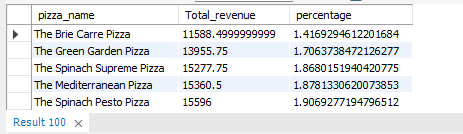 pizza_name Total_revenue percentage
The Brie Carre Pizza 11588.4999999999 1.4169294612201684
The Green Garden Pizza 13955.75 1.7063738472126277
The Spinach Supreme Pizza 15277.75 1.8680151940420775
The Mediterranean Pizza 15360.5 1.8781330620073853
The Spinach Pesto Pizza 15596 1.9069277194796512
Result 100 ×